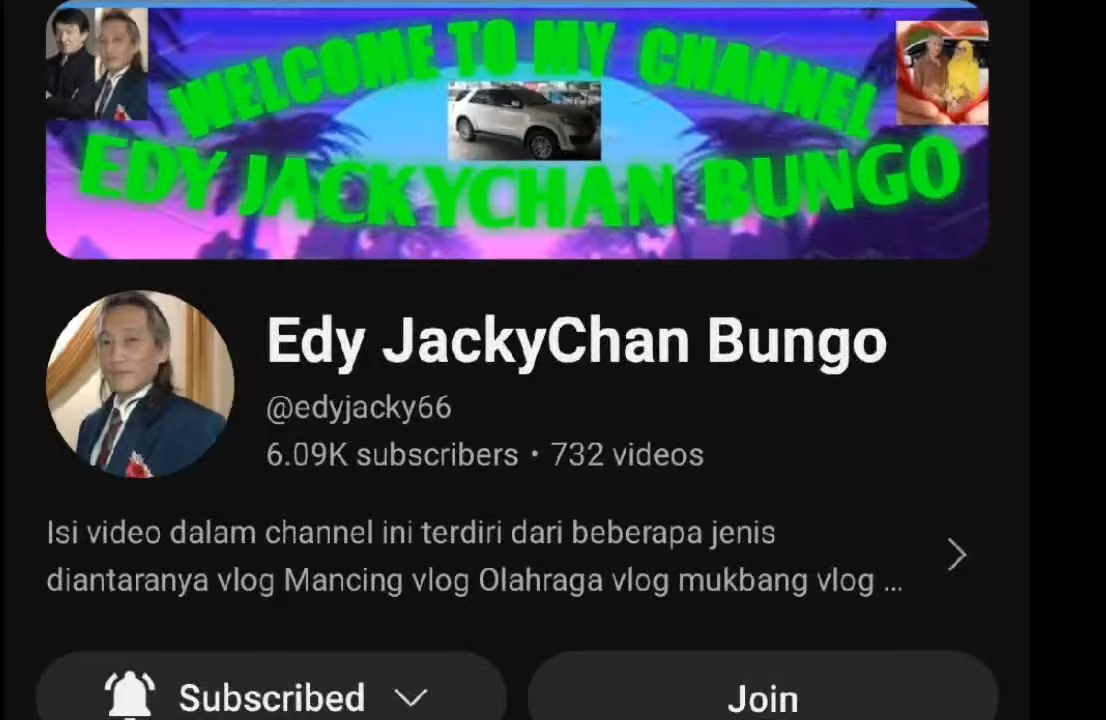 WELCOME TO MY CHANNEL
EDY JACKYCHAN BUNGO
Edy JackyChan Bungo
@edyjacky66
6.09K subscribers • 732 videos
Isi video dalam channel ini terdiri dari beberapa jenis
diantaranya vlog Mancing vlog Olahraga vlog mukbang vlog ...
Subscribed
Join